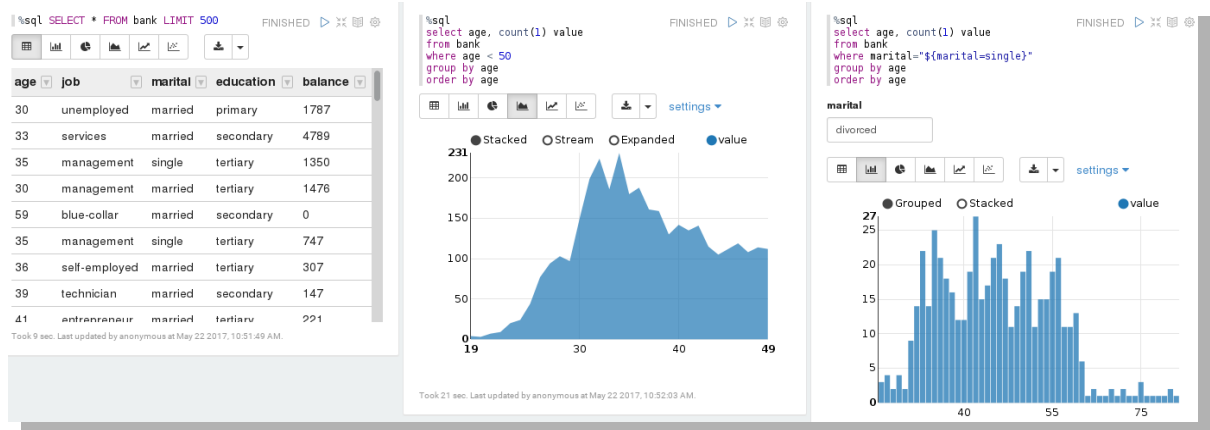 %sql SELECT * FROM bank LIMIT 500
FINISHED
age job marital education balance
30 unemployed married primary 1787
33 services married secondary 4789
35 management single tertiary 1350
30 management married tertiary 1476
59 blue-collar married secondary 0
35 management single tertiary 747
36 self-employed married tertiary 307
39 technician married secondary 147
41 entrepreneur married tertiary 221
Took 9 sec. Last updated by anonymous at May 22 2017, 10:51:49 AM.
%sql
FINISHED
select age, count(1) value
from bank
where age < 50
group by age
order by age
settings
Stacked Stream Expanded value
231
200
150
100
50
0
19 30 40 49
Took 21 sec. Last updated by anonymous at May 22 2017, 10:52:03 AM.
%sql
FINISHED
select age, count(1) value
from bank
where marital="${marital=single}"
group by age
order by age
marital
divorced
settings
Grouped Stacked value
27
25
20
15
10
5
0
40 55 75